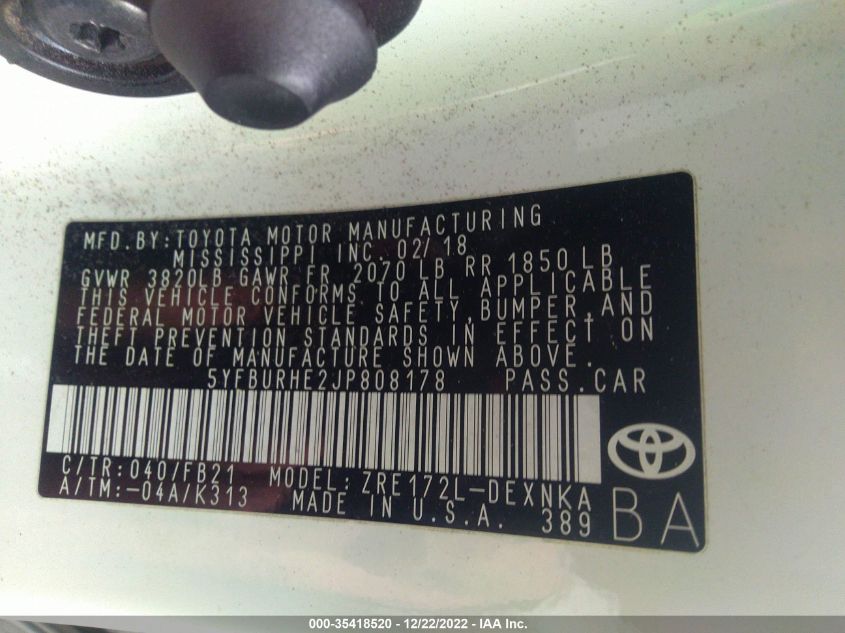 MFD. BY: TOYOTA MOTOR MANUFACTURING
MISSISSIPPI INC. 02/18
GVWR 3820LB GAWR FR 2070 LB RR 1850 LB
THIS VEHICLE CONFORMS TO ALL APPLICABLE
FEDERAL MOTOR VEHICLE SAFETY, BUMPER, AND
THEFT PREVENTION STANDARDS IN EFFECT ON
THE DATE OF MANUFACTURE SHOWN ABOVE.
5YFBURHE2JP808178 PASS. CAR
C/TR: 040/FB21 MODEL: ZRE172L-DEXNKA
A/TM: -04A/K313 MADE IN U.S.A. 389
BA
000-35418520 - 12/22/2022 - IAA Inc.